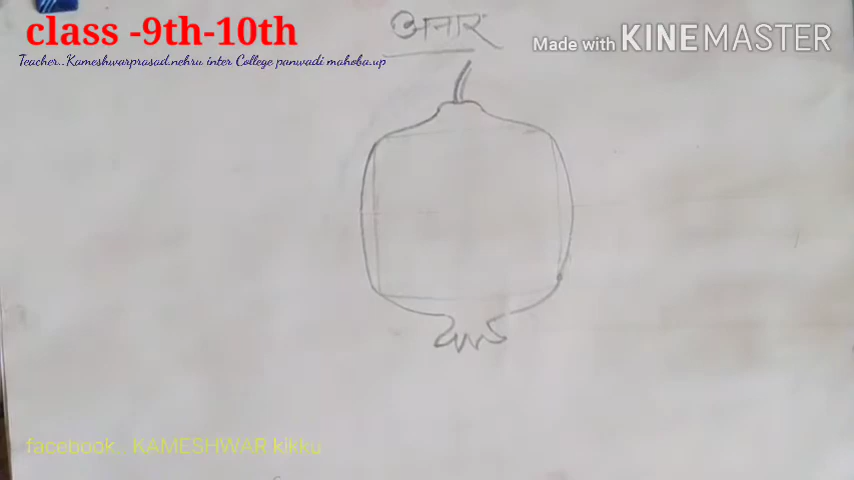 class -9th-10th
अनार
Made with KINEMASTER
Teacher..Kameshwarprasad.nehru inter College panwadi mahoba.up
facebook.. KAMESHWAR kikku